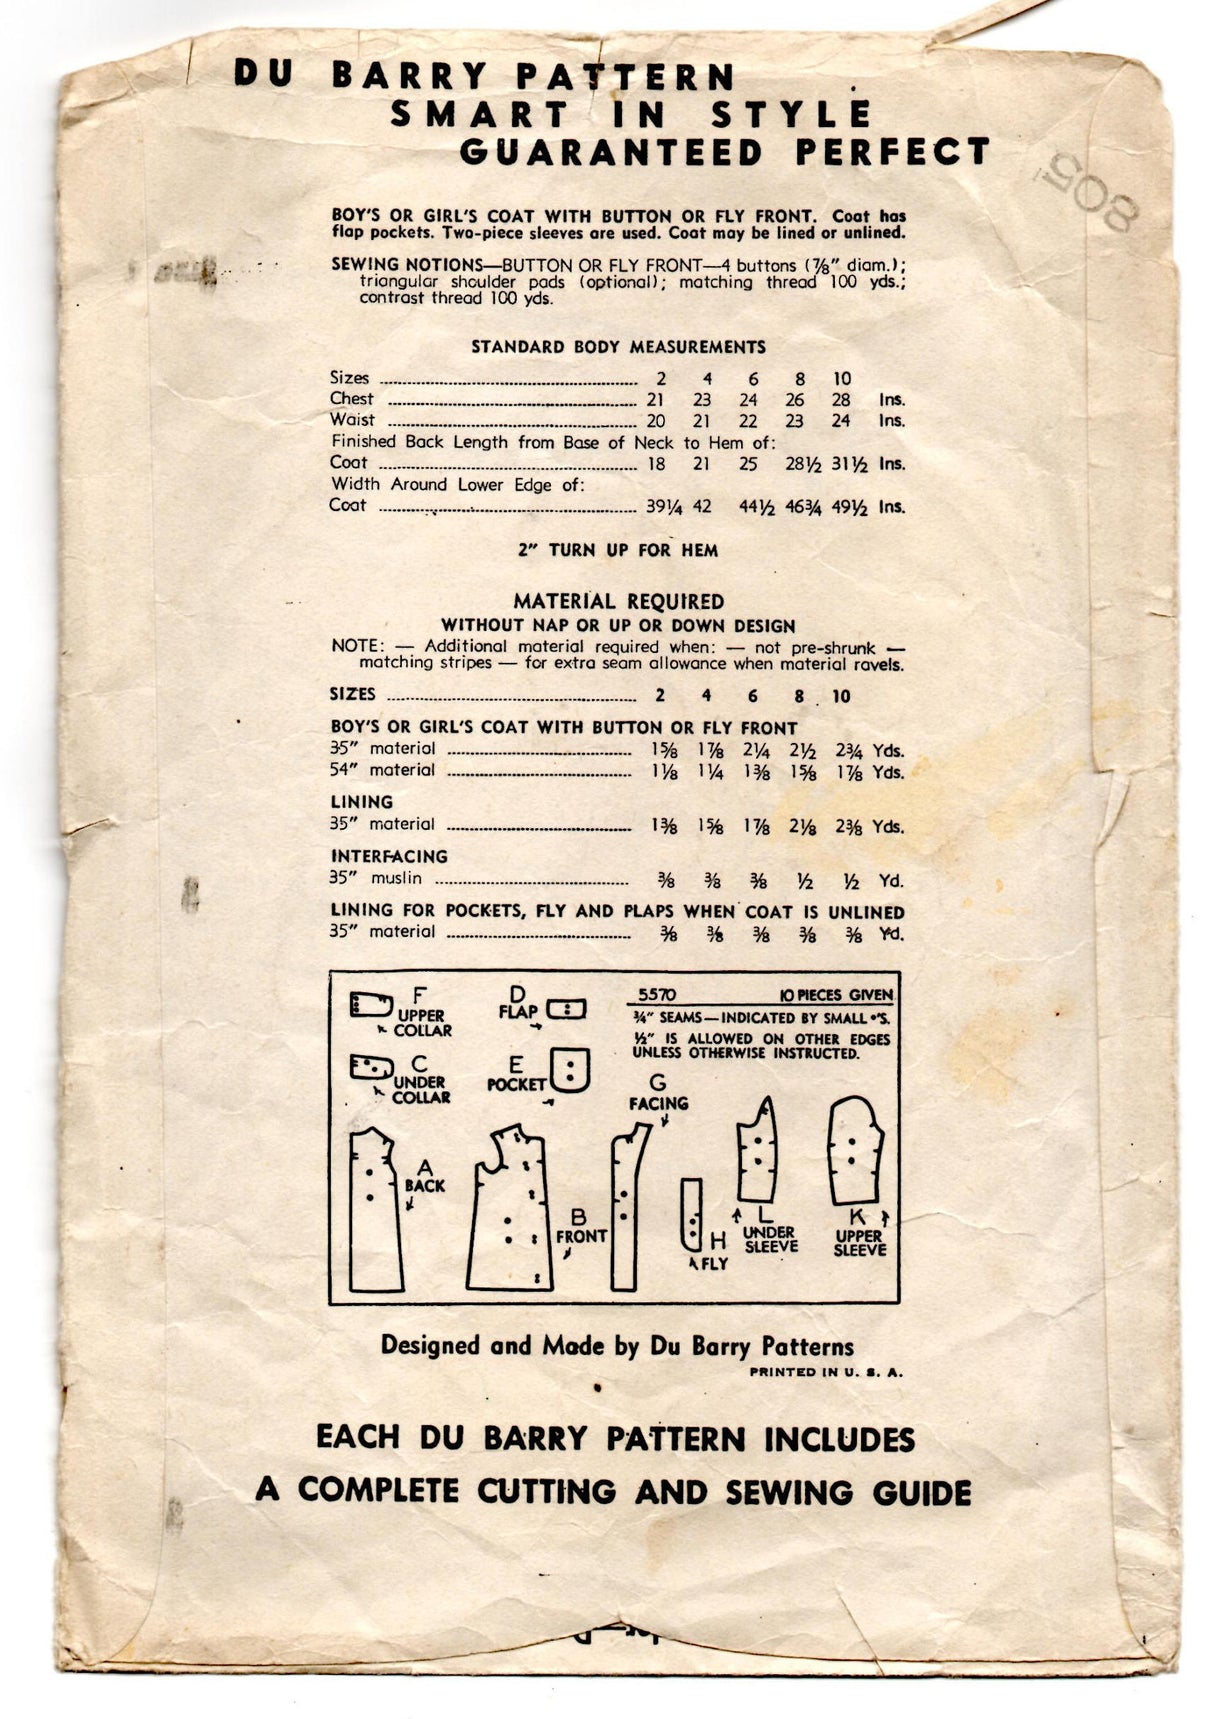 DU BARRY PATTERN
SMART IN STYLE
GUARANTEED PERFECT
805
BOY'S OR GIRL'S COAT WITH BUTTON OR FLY FRONT. Coat has
flap pockets. Two-piece sleeves are used. Coat may be lined or unlined.
SEWING NOTIONS—BUTTON OR FLY FRONT—4 buttons (⅞" diam.);
triangular shoulder pads (optional); matching thread 100 yds.;
contrast thread 100 yds.
STANDARD BODY MEASUREMENTS
Sizes 2 4 6 8 10
Chest 21 23 24 26 28 Ins.
Waist 20 21 22 23 24 Ins.
Finished Back Length from Base of Neck to Hem of:
Coat 18 21 25 28½ 31½ Ins.
Width Around Lower Edge of:
Coat 39¼ 42 44½ 46¾ 49½ Ins.
2" TURN UP FOR HEM
MATERIAL REQUIRED
WITHOUT NAP OR UP OR DOWN DESIGN
NOTE: — Additional material required when: — not pre-shrunk —
matching stripes — for extra seam allowance when material ravels.
SIZES 2 4 6 8 10
BOY'S OR GIRL'S COAT WITH BUTTON OR FLY FRONT
35" material 1⅝ 1⅞ 2¼ 2½ 2¾ Yds.
54" material 1⅛ 1¼ 1⅜ 1⅝ 1⅞ Yds.
LINING
35" material 1⅜ 1⅝ 1⅞ 2⅛ 2⅜ Yds.
INTERFACING
35" muslin ⅜ ⅜ ⅜ ½ ½ Yd.
LINING FOR POCKETS, FLY AND PLAPS WHEN COAT IS UNLINED
35" material ⅜ ⅜ ⅜ ⅜ ⅜ Yd.
5570 10 PIECES GIVEN
¾" SEAMS—INDICATED BY SMALL •'S.
½" IS ALLOWED ON OTHER EDGES
UNLESS OTHERWISE INSTRUCTED.
F
UPPER
COLLAR
D
FLAP
C
UNDER
COLLAR
E
POCKET
G
FACING
A
BACK
B
FRONT
H
FLY
L
UNDER
SLEEVE
K
UPPER
SLEEVE
Designed and Made by Du Barry Patterns
PRINTED IN U. S. A.
EACH DU BARRY PATTERN INCLUDES
A COMPLETE CUTTING AND SEWING GUIDE